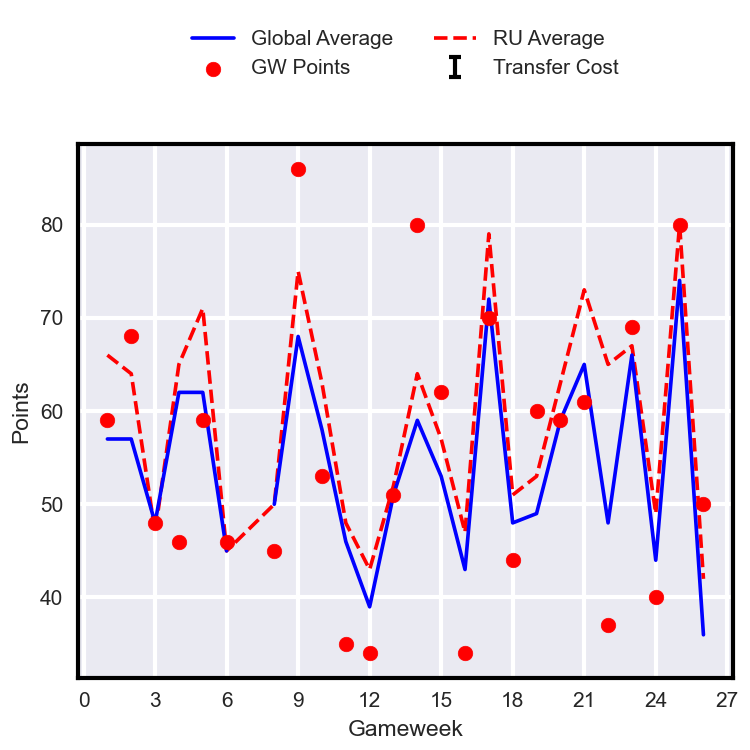 Global Average RU Average
GW Points Transfer Cost
80
70
60
50
40
Points
0 3 6 9 12 15 18 21 24 27
Gameweek